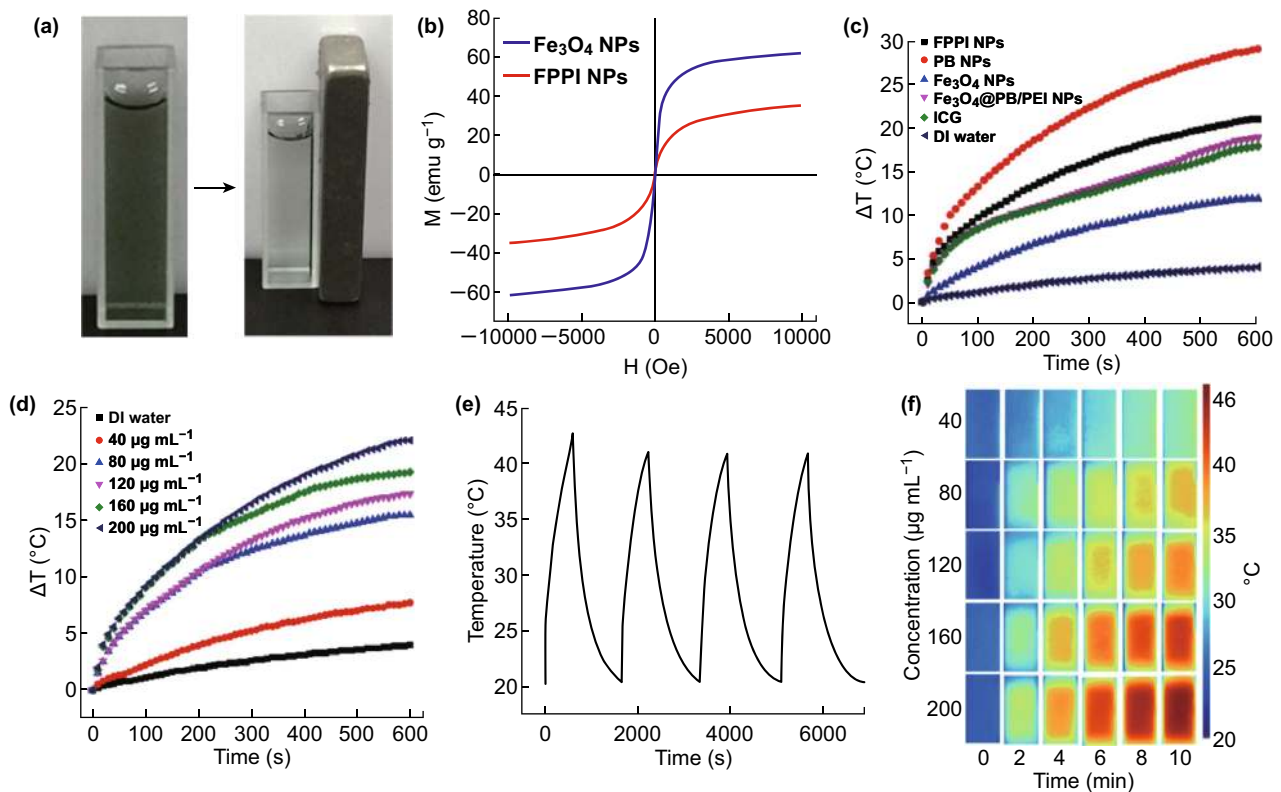 (a)
(b)
80
60
40
20
0
−20
−40
−60
M (emu g−1)
Fe3O4 NPs
FPPI NPs
−10000
−5000
0
5000
10000
H (Oe)
(c)
30
25
20
15
10
5
0
ΔT (°C)
FPPI NPs
PB NPs
Fe3O4 NPs
Fe3O4@PB/PEI NPs
ICG
DI water
0
100
200
300
400
500
600
Time (s)
(d)
25
20
15
10
5
0
ΔT (°C)
DI water
40 µg mL−1
80 µg mL−1
120 µg mL−1
160 µg mL−1
200 µg mL−1
0
100
200
300
400
500
600
Time (s)
(e)
45
40
35
30
25
20
Temperature (°C)
0
2000
4000
6000
Time (s)
(f)
40
80
120
160
200
Concentration (µg mL−1)
0
2
4
6
8
10
Time (min)
46
40
35
30
25
20
°C